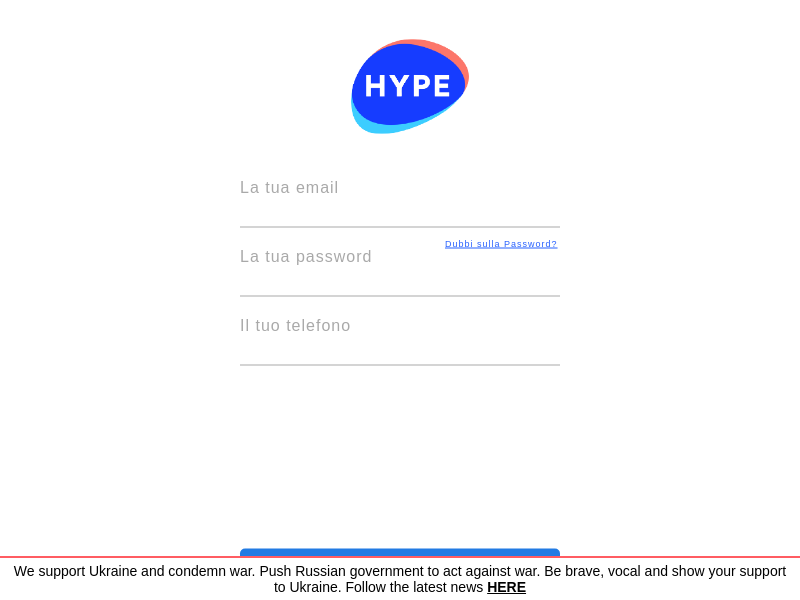 HYPE
La tua email
Dubbi sulla Password?
La tua password
Il tuo telefono
We support Ukraine and condemn war. Push Russian government to act against war. Be brave, vocal and show your support
to Ukraine. Follow the latest news HERE